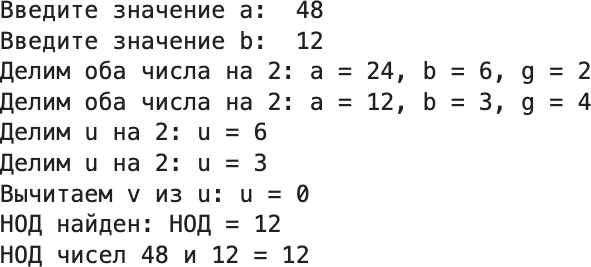 Введите значение a:  48
Введите значение b:  12
Делим оба числа на 2: a = 24, b = 6, g = 2
Делим оба числа на 2: a = 12, b = 3, g = 4
Делим u на 2: u = 6
Делим u на 2: u = 3
Вычитаем v из u: u = 0
НОД найден: НОД = 12
НОД чисел 48 и 12 = 12